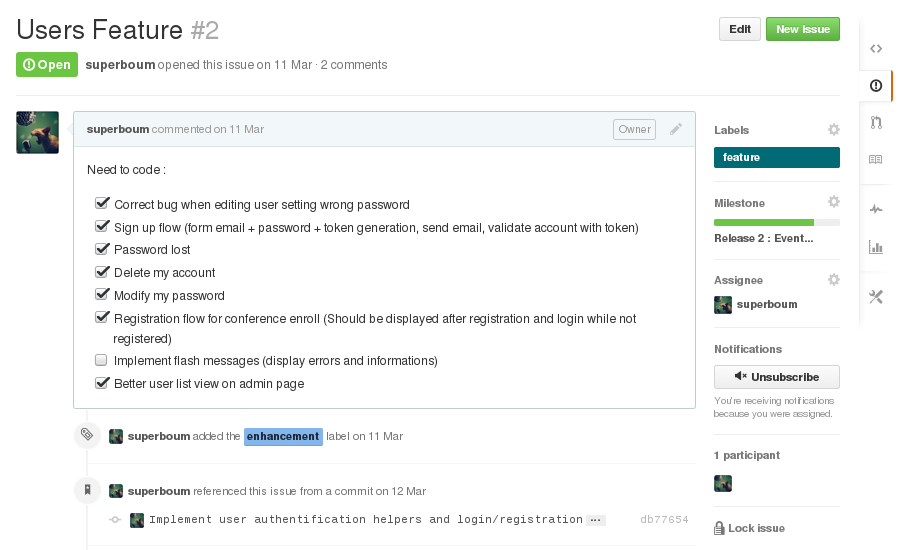 Users Feature #2
Edit
New issue
Open
superboum opened this issue on 11 Mar · 2 comments
superboum commented on 11 Mar
Owner
Need to code :
Correct bug when editing user setting wrong password
Sign up flow (form email + password + token generation, send email, validate account with token)
Password lost
Delete my account
Modify my password
Registration flow for conference enroll (Should be displayed after registration and login while not
registered)
Implement flash messages (display errors and informations)
Better user list view on admin page
superboum added the enhancement label on 11 Mar
superboum referenced this issue from a commit on 12 Mar
Implement user authentification helpers and login/registration ...
db77654
Labels
feature
Milestone
Release 2 : Event...
Assignee
superboum
Notifications
Unsubscribe
You're receiving notifications
because you were assigned.
1 participant
Lock issue